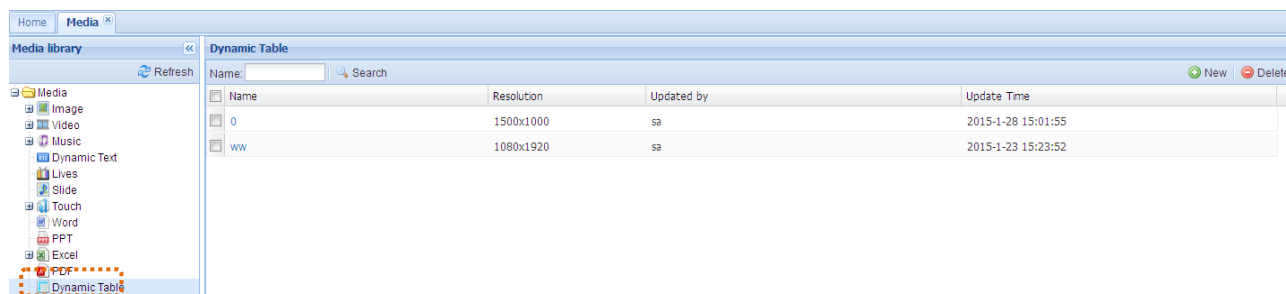 Home Media
Media library
Refresh
Media
Image
Video
Music
Dynamic Text
Lives
Slide
Touch
Word
PPT
Excel
PDF
Dynamic Table
Dynamic Table
Name: Search New Delete
Name Resolution Updated by Update Time
0 1500x1000 sa 2015-1-28 15:01:55
ww 1080x1920 sa 2015-1-23 15:23:52